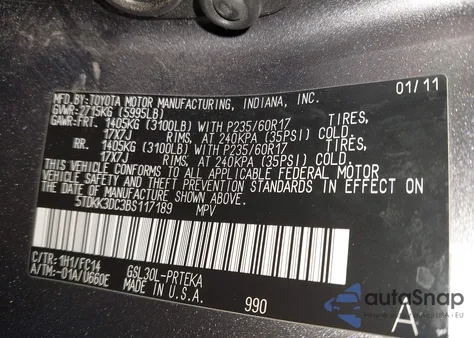 MFD.BY:TOYOTA MOTOR MANUFACTURING, INDIANA, INC. 01/11
GVWR:2715KG (5995LB)
GAWR:FRT. 1405KG (3100LB) WITH P235/60R17 TIRES,
17X7J RIMS, AT 240KPA (35PSI) COLD
RR. 1405KG (3100LB) WITH P235/60R17 TIRES,
17X7J RIMS, AT 240KPA (35PSI) COLD.
THIS VEHICLE CONFORMS TO ALL APPLICABLE FEDERAL MOTOR
VEHICLE SAFETY AND THEFT PREVENTION STANDARDS IN EFFECT ON
THE DATE OF MANUFACTURE SHOWN ABOVE.
5TDKK3DC3BS117189 MPV
C/TR: 1H1/FC14 GSL30L-PRTEKA
A/TM:-01A/U660E MADE IN U.S.A. 990 A
autoSnap